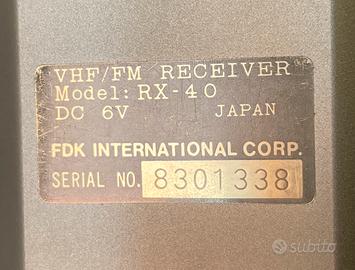 VHF/FM RECEIVER
Model: RX-40
DC 6V JAPAN
FDK INTERNATIONAL CORP.
SERIAL NO. 8301338
subito